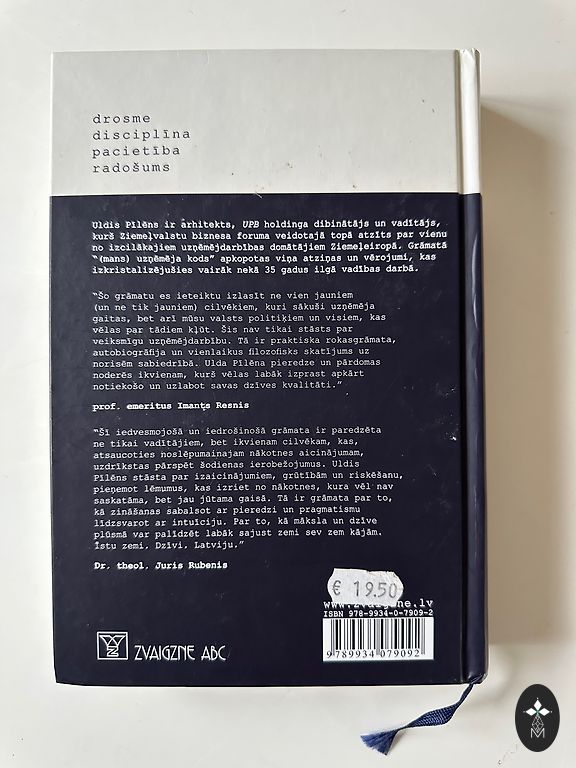 drosme
disciplīna
pacietība
radošums
Uldis Pīlēns ir arhitekts, UPB holdinga dibinātājs un vadītājs,
kurš Ziemeļvalstu biznesa foruma veidotajā topā atzīts par vienu
no izcilākajiem uzņēmējdarbības domātājiem Ziemeļeiropā. Grāmatā
"(mans) uzņēmēja kods" apkopotas viņa atziņas un vērojumi, kas
izkristalizējušies vairāk nekā 35 gadus ilgā vadības darbā.
"Šo grāmatu es ieteiktu izlasīt ne vien jauniem
(un ne tik jauniem) cilvēkiem, kuri sākuši uzņēmēja
gaitas, bet arī mūsu valsts politiķiem un visiem, kas
vēlas par tādiem kļūt. Šis nav tikai stāsts par
veiksmīgu uzņēmējdarbību. Tā ir praktiska rokasgrāmata,
autobiogrāfija un vienlaikus filozofisks skatījums uz
norisēm sabiedrībā. Ulda Pīlēna pieredze un pārdomas
noderēs ikvienam, kurš vēlas labāk izprast apkārt
notiekošo un uzlabot savas dzīves kvalitāti."
prof. emeritus Imants Resnis
"Šī iedvesmojošā un iedrošinošā grāmata ir paredzēta
ne tikai vadītājiem, bet ikvienam cilvēkam, kas,
atsaucoties noslēpumainajam nākotnes aicinājumam,
uzdrīkstas pārspēt šodienas ierobežojumus. Uldis
Pīlēns stāsta par izaicinājumiem, grūtībām un riskēšanu,
pieņemot lēmumus, kas izriet no nākotnes, kura vēl nav
saskatāma, bet jau jūtama gaisā. Tā ir grāmata par to,
kā zināšanas sabalsot ar pieredzi un pragmatismu
līdzsvarot ar intuīciju. Par to, kā māksla un dzīve
plūsmā var palīdzēt labāk sajust zemi sev zem kājām.
Īstu zemi. Dzīvi. Latviju."
Dr. theol. Juris Rubenis
€ 19.50
www.zvaigzne.lv
ISBN 978-9934-0-7909-2
9789934079092
ZVAIGZNE ABC
M